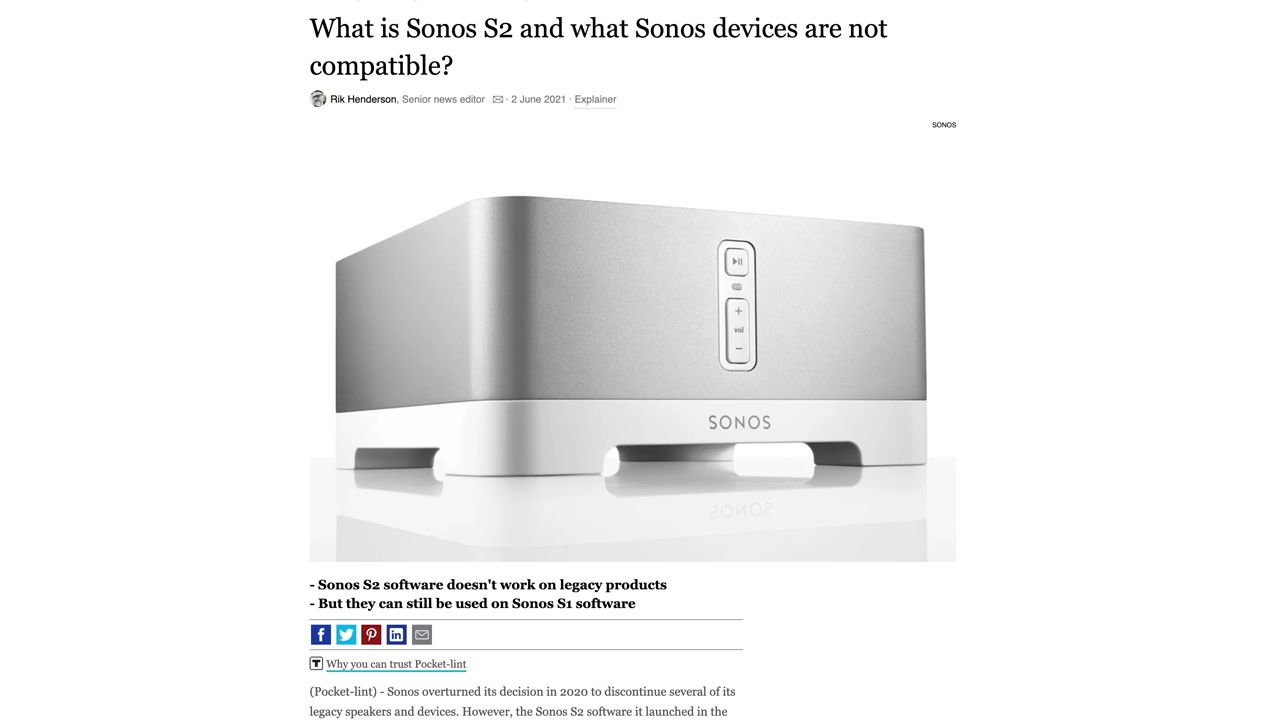 What is Sonos S2 and what Sonos devices are not
compatible?
Rik Henderson, Senior news editor · 2 June 2021 · Explainer
SONOS
vol
SONOS
- Sonos S2 software doesn't work on legacy products
- But they can still be used on Sonos S1 software
Why you can trust Pocket-lint
(Pocket-lint) - Sonos overturned its decision in 2020 to discontinue several of its
legacy speakers and devices. However, the Sonos S2 software it launched in the